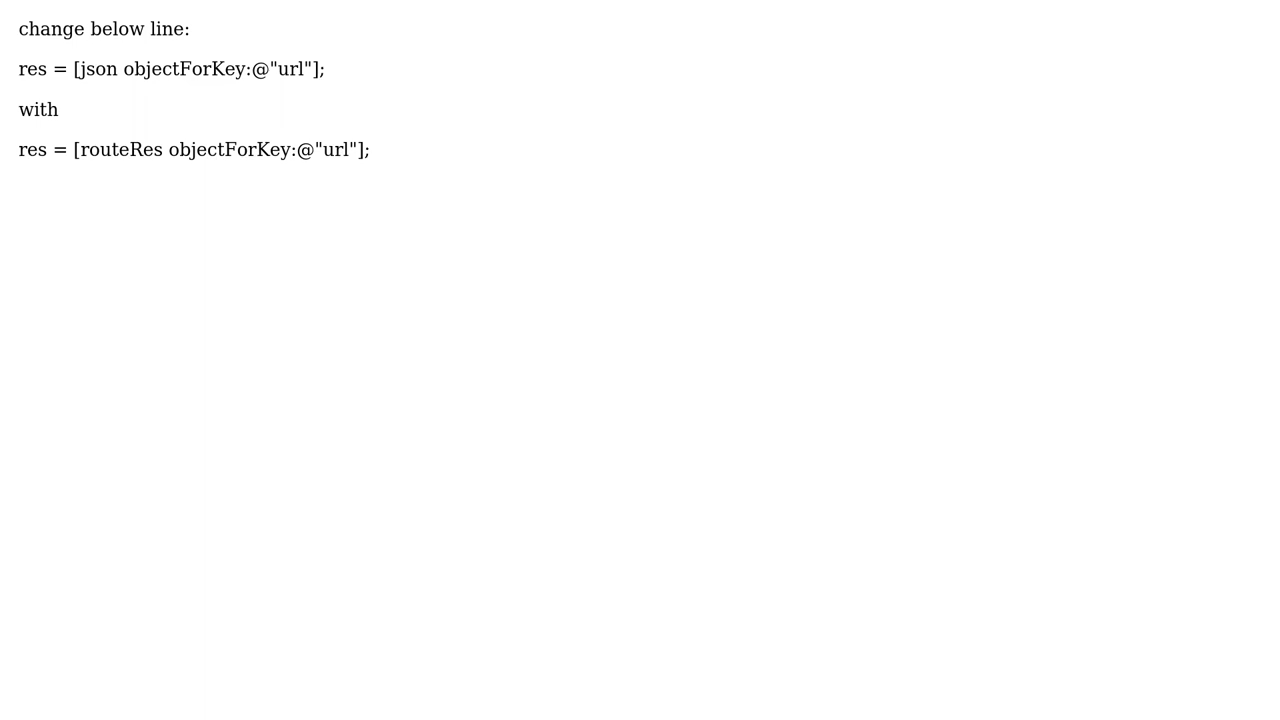 change below line:
res = [json objectForKey:@"url"];
with
res = [routeRes objectForKey:@"url"];